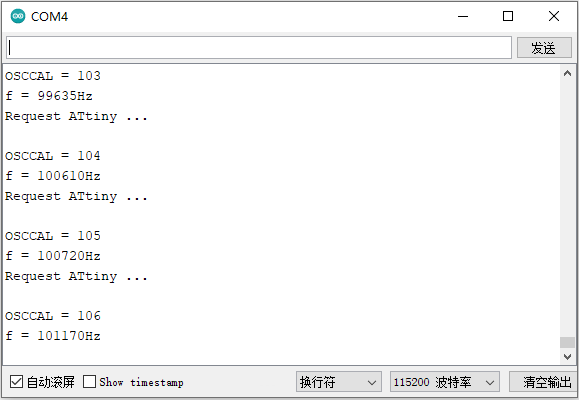 COM4
发送
OSCCAL = 103
f = 99635Hz
Request ATtiny ...
OSCCAL = 104
f = 100610Hz
Request ATtiny ...
OSCCAL = 105
f = 100720Hz
Request ATtiny ...
OSCCAL = 106
f = 101170Hz
自动滚屏 Show timestamp 换行符 115200 波特率 清空输出